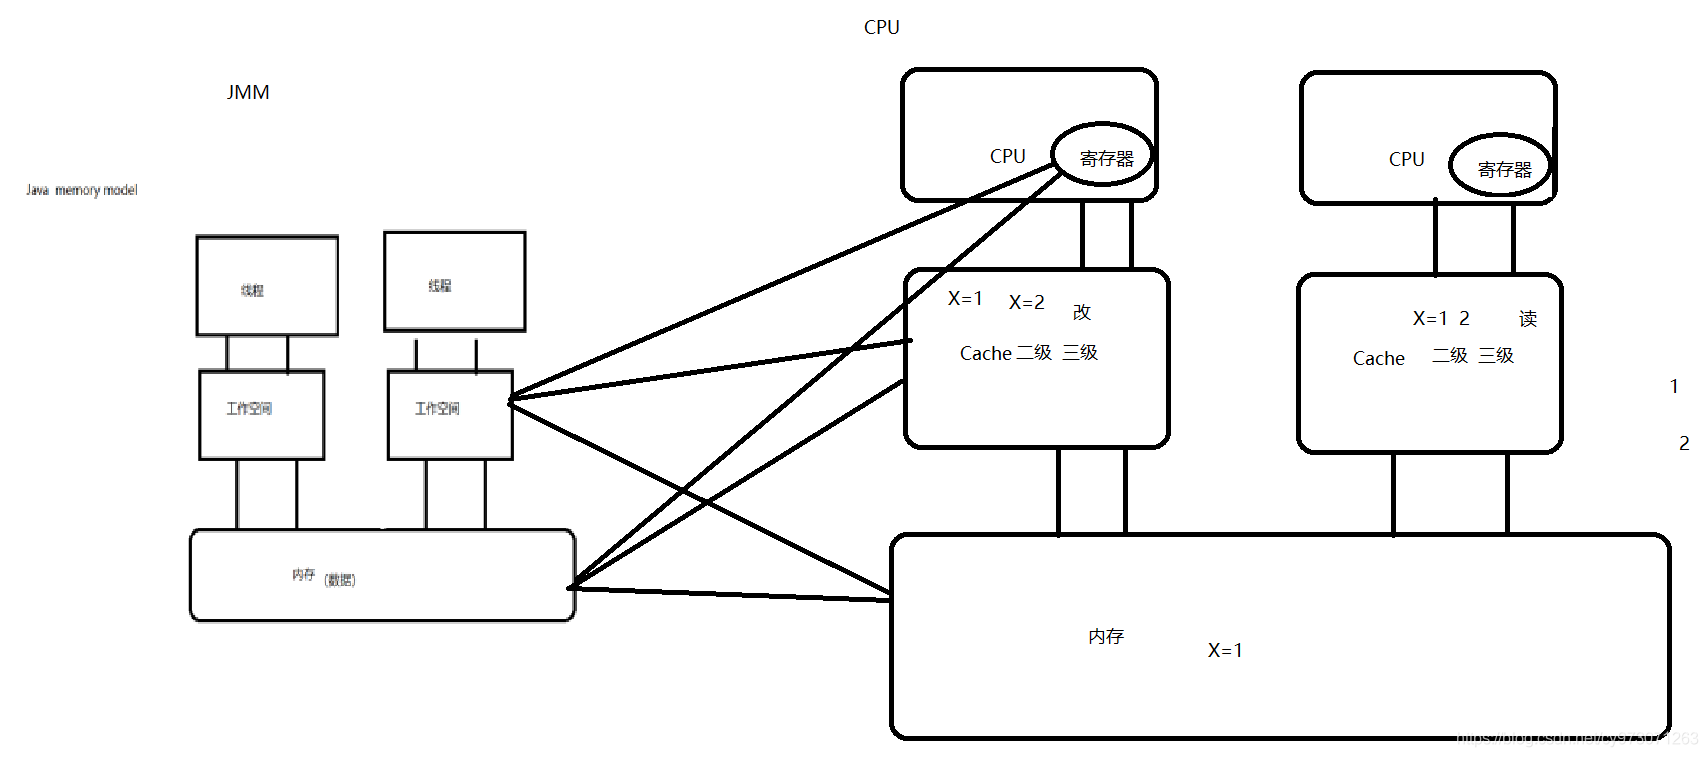 CPU
JMM
Java memory model
线程
线程
工作空间
工作空间
内存 (数据)
CPU 寄存器
CPU 寄存器
X=1 X=2 改
Cache 二级 三级
X=1 2 读
Cache 二级 三级
1
2
内存 X=1
https://blog.csdn.net/cy973071263